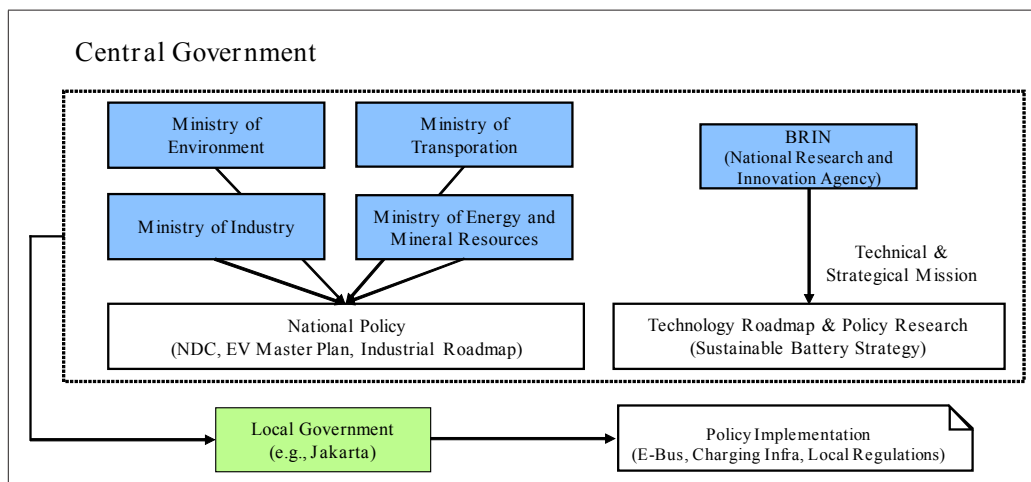 Central Government
Ministry of
Environment
Ministry of
Transporation
BRIN
(National Research and
Innovation Agency)
Ministry of Industry
Ministry of Energy and
Mineral Resources
Technical &
Strategical Mission
National Policy
(NDC, EV Master Plan, Industrial Roadmap)
Technology Roadmap & Policy Research
(Sustainable Battery Strategy)
Local Government
(e.g., Jakarta)
Policy Implementation
(E-Bus, Charging Infra, Local Regulations)